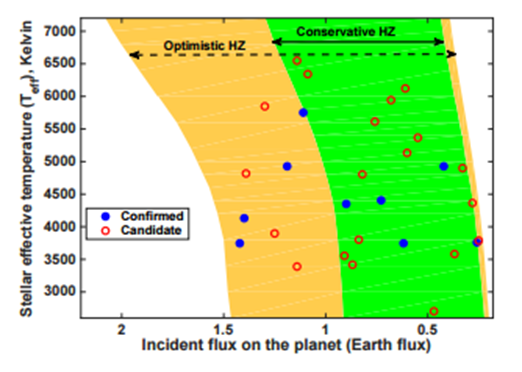 7000
6500
6000
5500
5000
4500
4000
3500
3000
Stellar effective temperature (Teff), Kelvin
Conservative HZ
Optimistic HZ
Confirmed
Candidate
2
1.5
1
0.5
Incident flux on the planet (Earth flux)